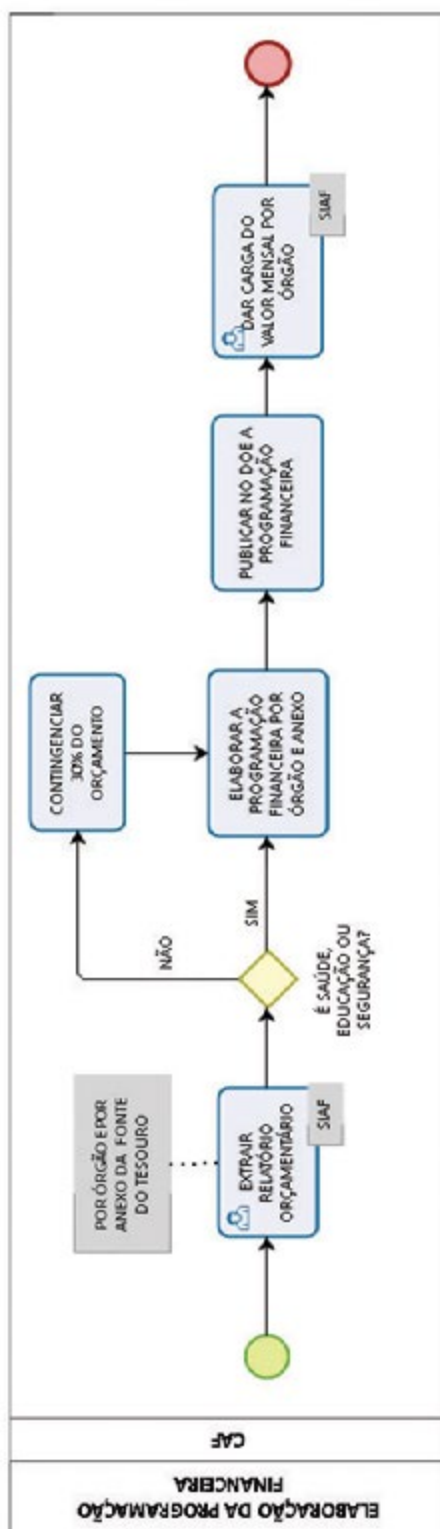 ELABORAÇÃO DA PROGRAMAÇÃO
FINANCEIRA
CAF
POR ÓRGÃO EPOR
ANEXO DA FONTE
DO TESOURO
EXTRAIR
RELATÓRIO
ORÇAMENTÁRIO
SIAF
É SAÚDE,
EDUCAÇÃO OU
SEGURANÇA?
NÃO
SIM
CONTINGENCIAR
30% DO
ORÇAMENTO
ELABORAR A
PROGRAMAÇÃO
FINANCEIRA POR
ÓRGÃO E ANEXO
PUBLICAR NO DOE A
PROGRAMAÇÃO
FINANCEIRA
DAR CARGA DO
VALOR MENSAL POR
ÓRGÃO
SIAF